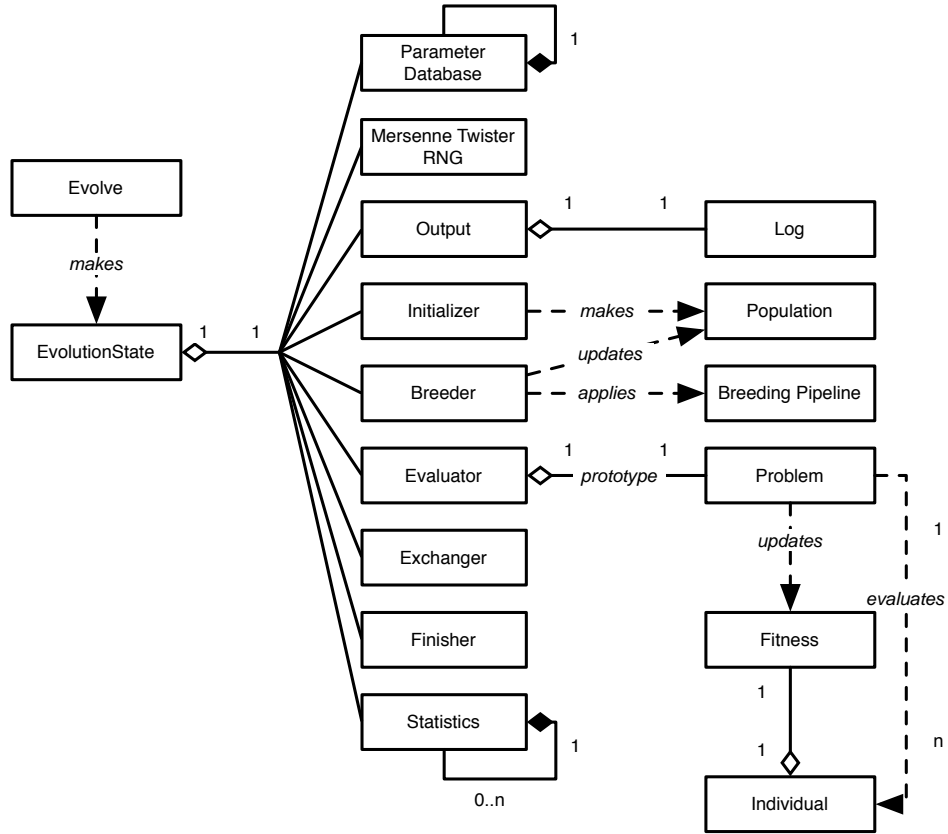 Parameter
Database
1
Mersenne Twister
RNG
Evolve
makes
Output
1
1
Log
Initializer
makes
Population
updates
EvolutionState
1
1
Breeder
applies
Breeding Pipeline
Evaluator
1
prototype
1
Problem
updates
1
evaluates
n
Exchanger
Finisher
Fitness
1
1
Statistics
1
0..n
Individual